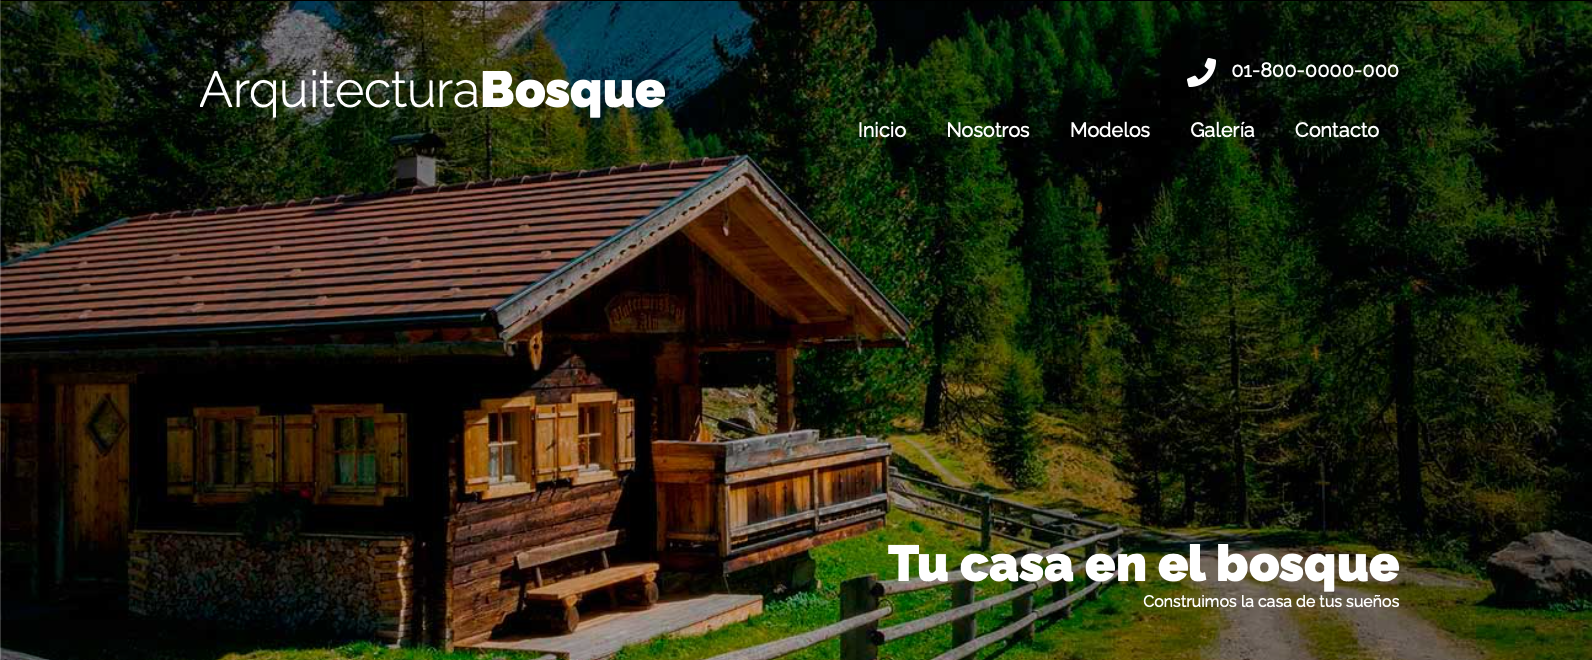 ArquitecturaBosque
01-800-0000-000
Inicio Nosotros Modelos Galería Contacto
Tu casa en el bosque
Construimos la casa de tus sueños